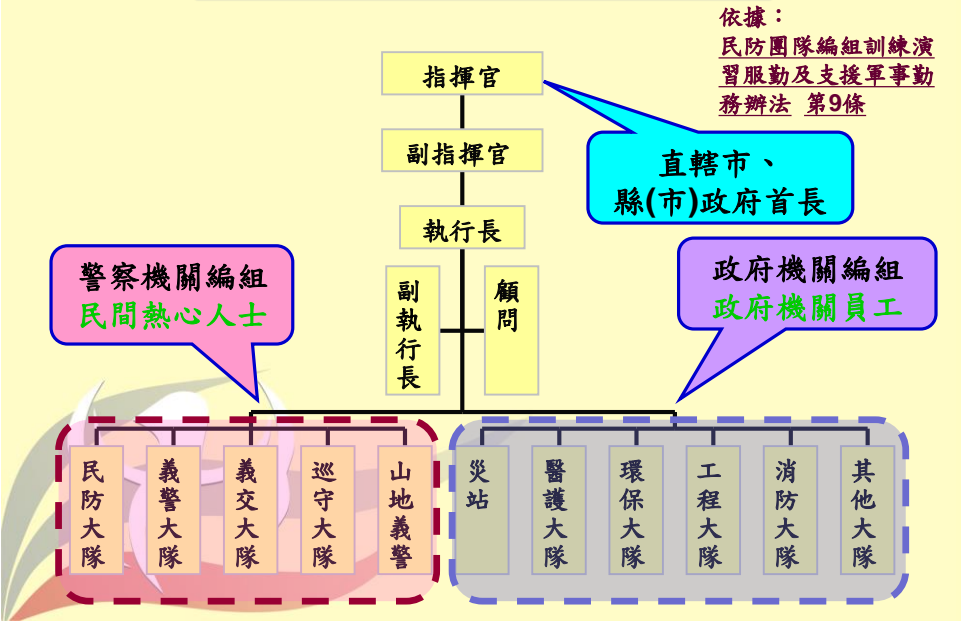 依據：
民防團隊編組訓練演
習服勤及支援軍事勤
務辦法 第9條
指揮官
副指揮官
直轄市、
縣(市)政府首長
執行長
警察機關編組
民間熱心人士
政府機關編組
政府機關員工
副執行長
顧問
民防大隊
義警大隊
義交大隊
巡守大隊
山地義警
災站
醫護大隊
環保大隊
工程大隊
消防大隊
其他大隊